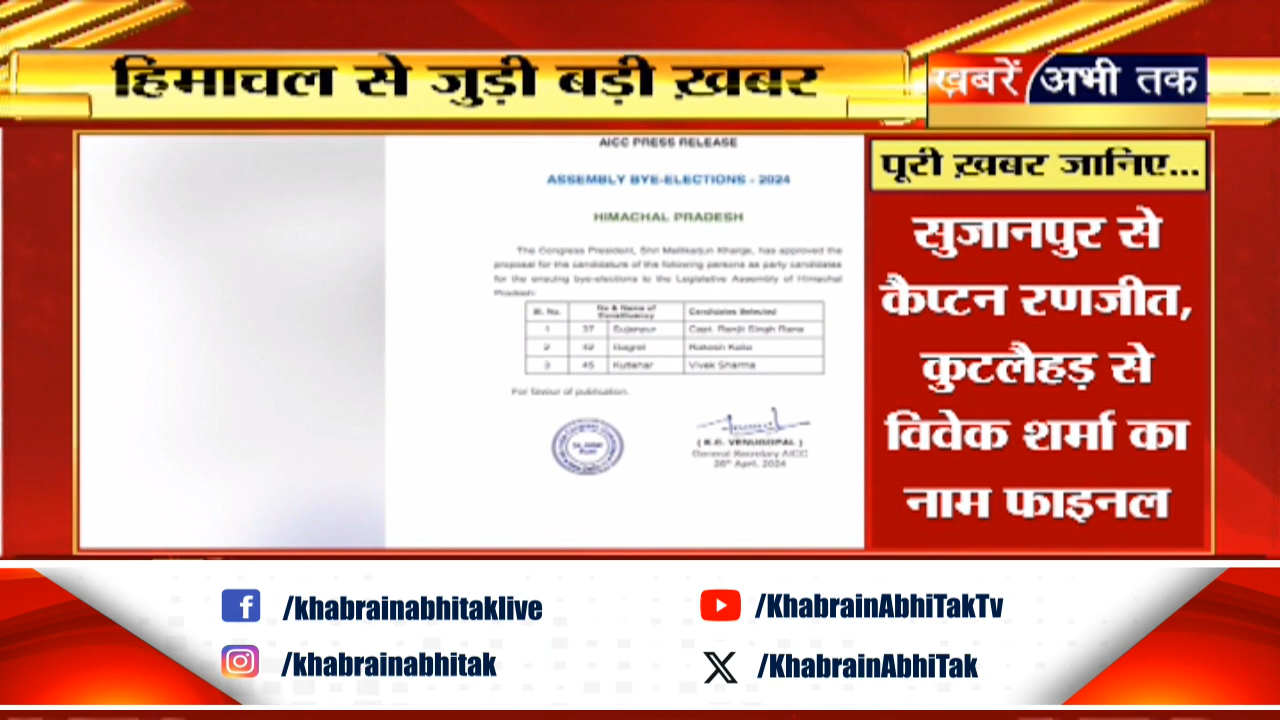 हिमाचल से जुड़ी बड़ी ख़बर
ख़बरें अभी तक
AICC PRESS RELEASE
ASSEMBLY BYE-ELECTIONS - 2024
HIMACHAL PRADESH
The Congress President, Shri Mallikarjun Kharge, has approved the
proposal for the candidature of the following persons as party candidates
for the ensuing bye-elections to the Legislative Assembly of Himachal
Pradesh:
Sl. No. No & Name of Constituency Candidates Selected
1 37 Sujanpur Capt. Ranjit Singh Rana
2 42 Gagret Rakesh Kalia
3 45 Kutlehar Vivek Sharma
For favour of publication.
( K.C. VENUGOPAL )
General Secretary AICC
26th April, 2024
पूरी ख़बर जानिए...
सुजानपुर से
कैप्टन रणजीत,
कुटलैहड़ से
विवेक शर्मा का
नाम फाइनल
/khabrainabhitaklive
/KhabrainAbhiTakTv
/khabrainabhitak
/KhabrainAbhiTak